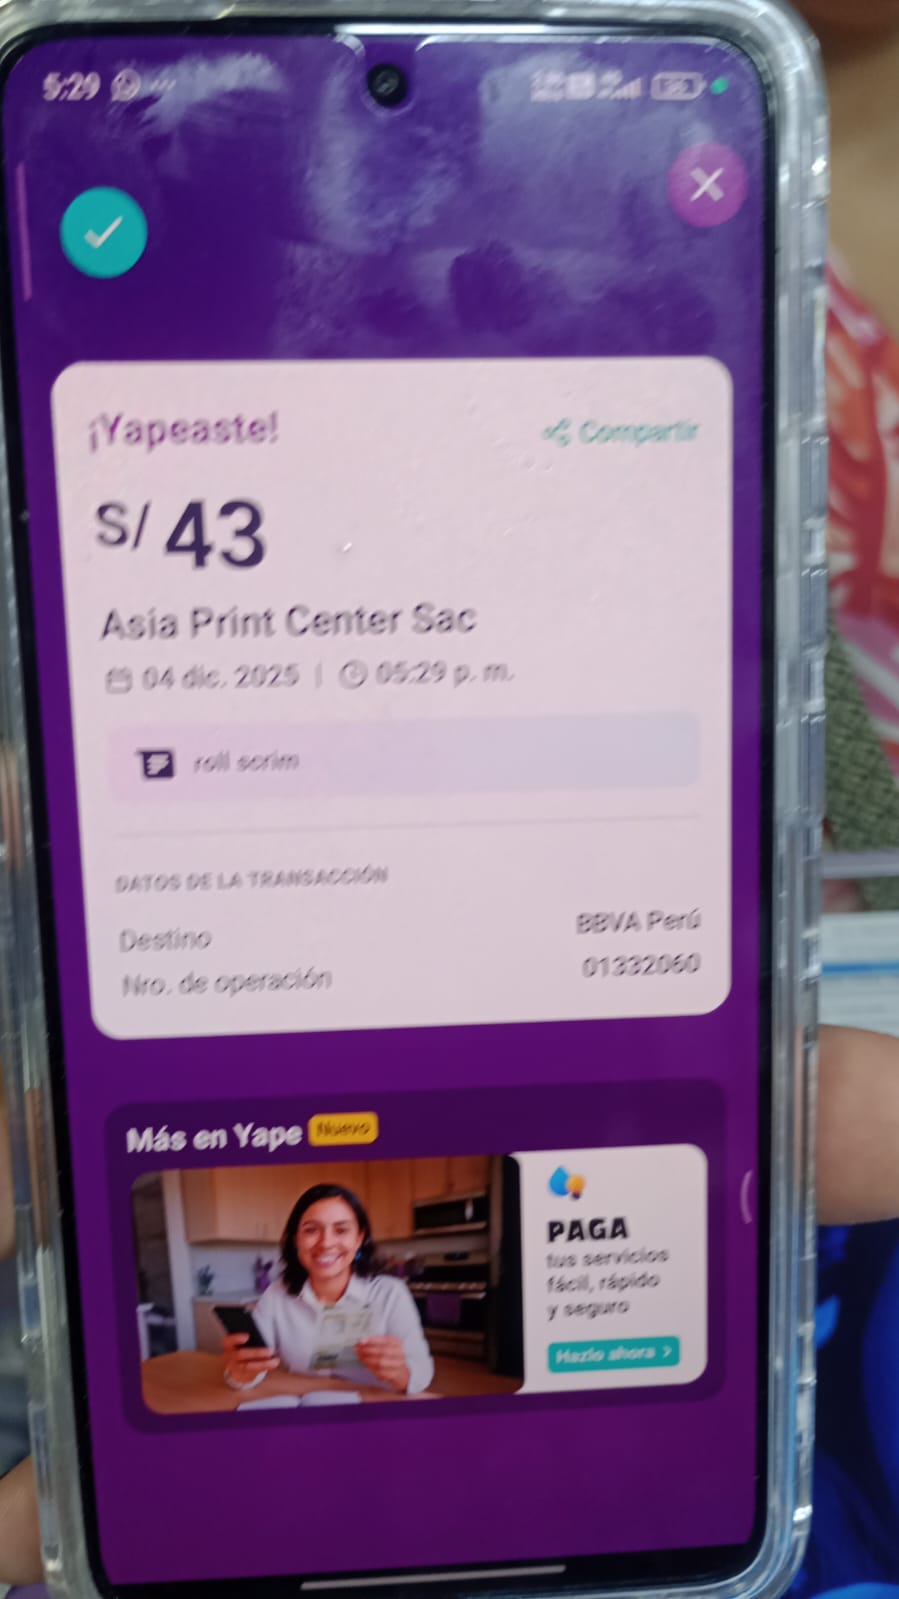 5:29
¡Yapeaste!
Compartir
S/ 43
Asia Print Center Sac
04 dic. 2025 | 05:29 p. m.
roll scrim
DATOS DE LA TRANSACCIÓN
Destino BBVA Perú
Nro. de operación 01332060
Más en Yape Nuevo
PAGA
tus servicios
fácil, rápido
y seguro
Hazlo ahora >